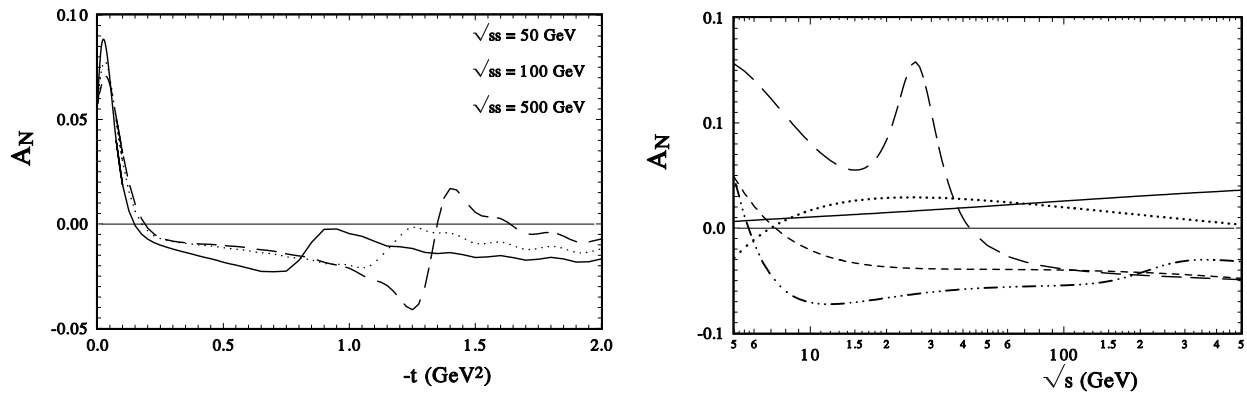 0.10
0.05
0.00
-0.05
A_N
√ss = 50 GeV
√ss = 100 GeV
√ss = 500 GeV
0.0 0.5 1.0 1.5 2.0
-t (GeV²)
0.1
0.1
0.0
-0.1
A_N
5 6 10 1.5 2 3 4 5 6 100 1.5 2 3 4 5
√s (GeV)